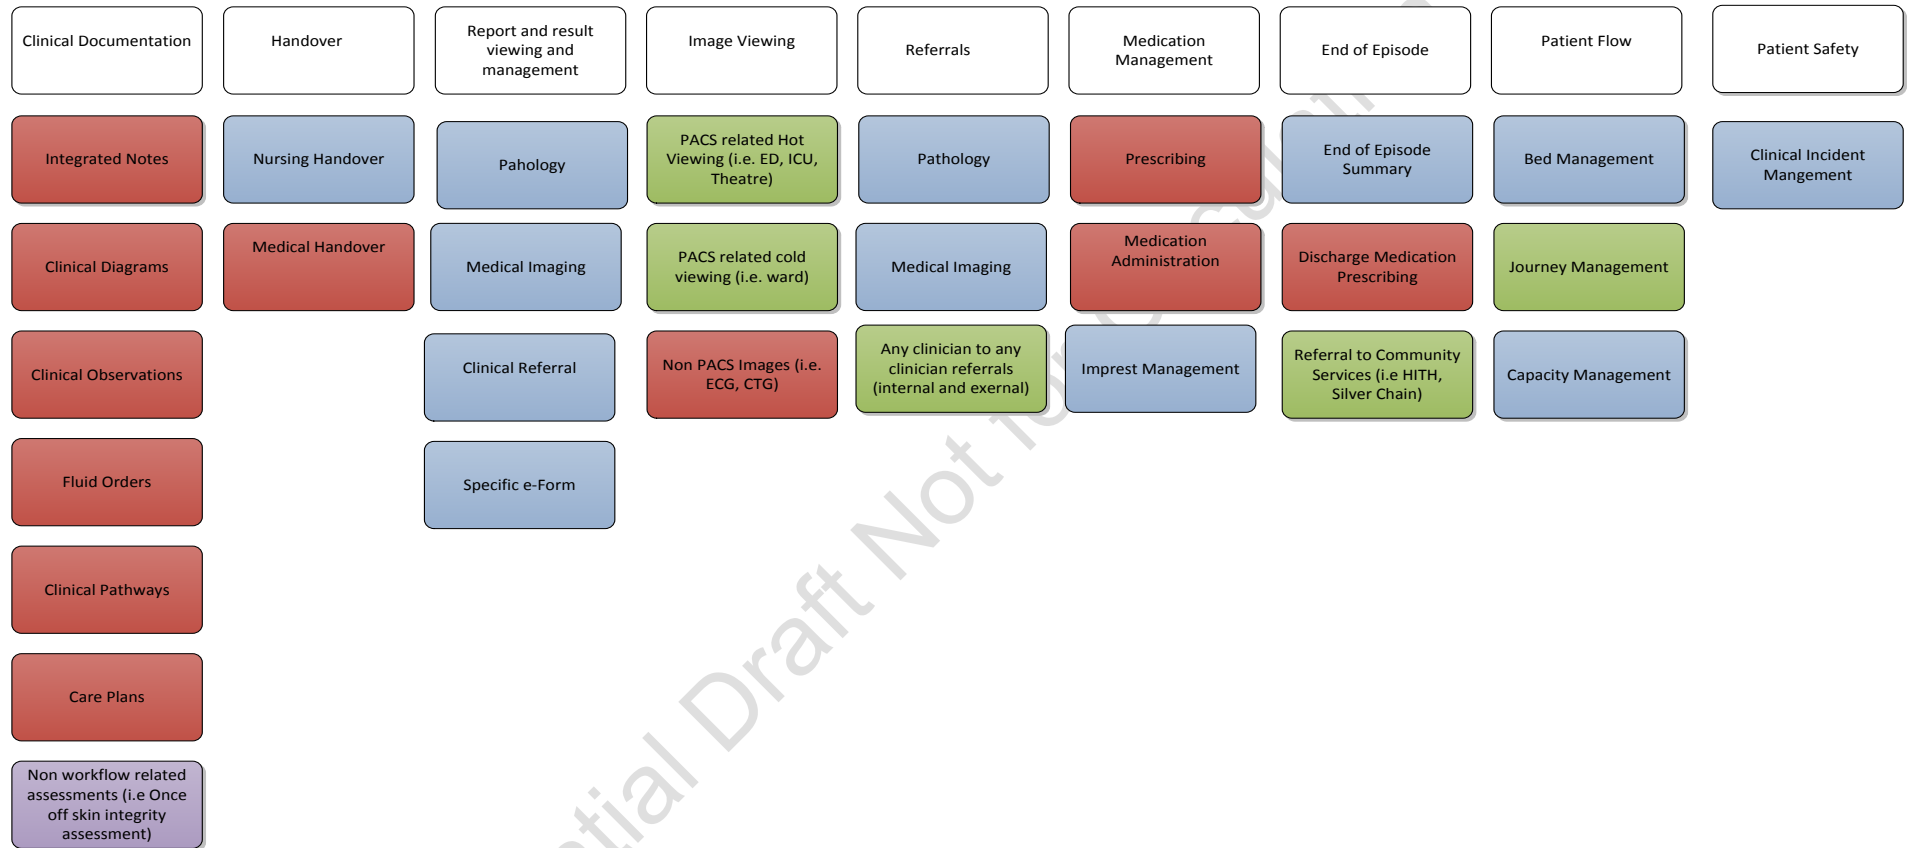 Clinical Documentation
Handover
Report and result
viewing and
management
Image Viewing
Referrals
Medication
Management
End of Episode
Patient Flow
Patient Safety
Integrated Notes
Nursing Handover
Pahology
PACS related Hot
Viewing (i.e. ED, ICU,
Theatre)
Pathology
Prescribing
End of Episode
Summary
Bed Management
Clinical Incident
Mangement
Clinical Diagrams
Medical Handover
Medical Imaging
PACS related cold
viewing (i.e. ward)
Medical Imaging
Medication
Administration
Discharge Medication
Prescribing
Journey Management
Clinical Observations
Clinical Referral
Non PACS Images (i.e.
ECG, CTG)
Any clinician to any
clinician referrals
(internal and exernal)
Imprest Management
Referral to Community
Services (i.e HITH,
Silver Chain)
Capacity Management
Fluid Orders
Specific e-Form
Clinical Pathways
Care Plans
Non workflow related
assessments (i.e Once
off skin integrity
assessment)
tial Draft Not for